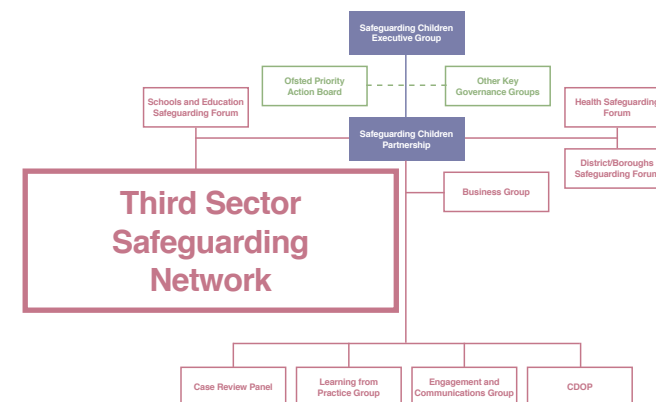 Safeguarding Children
Executive Group
Ofsted Priority
Action Board
Other Key
Governance Groups
Schools and Education
Safeguarding Forum
Health Safeguarding
Forum
Safeguarding Children
Partnership
District/Boroughs
Safeguarding Forum
Third Sector
Safeguarding
Network
Business Group
Case Review Panel
Learning from
Practice Group
Engagement and
Communications Group
CDOP